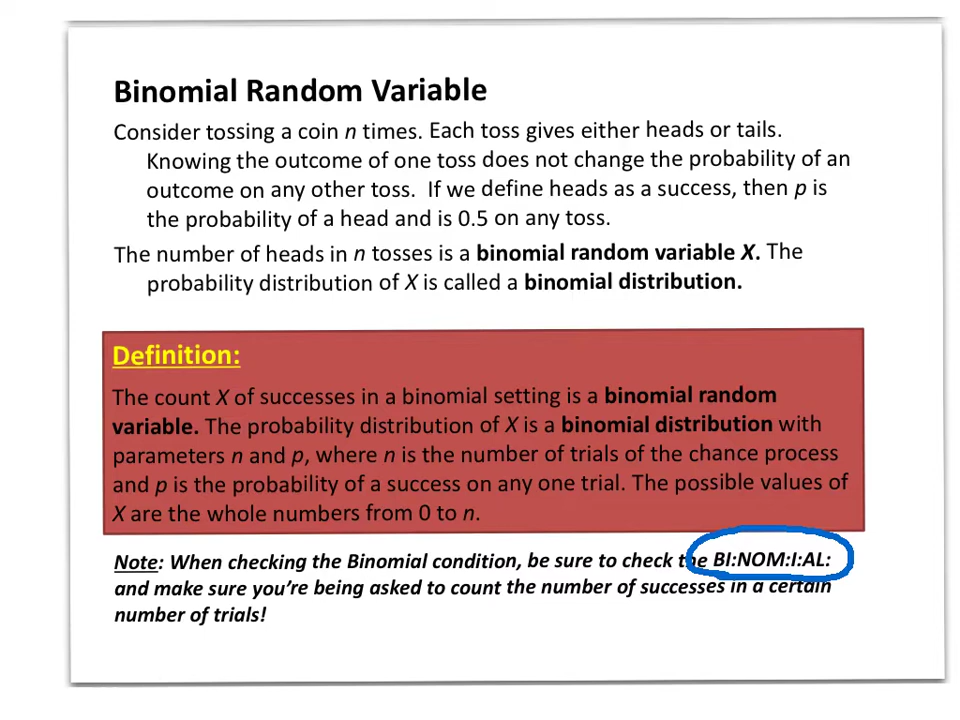 Binomial Random Variable
Consider tossing a coin n times. Each toss gives either heads or tails.
Knowing the outcome of one toss does not change the probability of an
outcome on any other toss. If we define heads as a success, then p is
the probability of a head and is 0.5 on any toss.
The number of heads in n tosses is a binomial random variable X. The
probability distribution of X is called a binomial distribution.
Definition:
The count X of successes in a binomial setting is a binomial random
variable. The probability distribution of X is a binomial distribution with
parameters n and p, where n is the number of trials of the chance process
and p is the probability of a success on any one trial. The possible values of
X are the whole numbers from 0 to n.
Note: When checking the Binomial condition, be sure to check the BI:NOM:I:AL:
and make sure you're being asked to count the number of successes in a certain
number of trials!